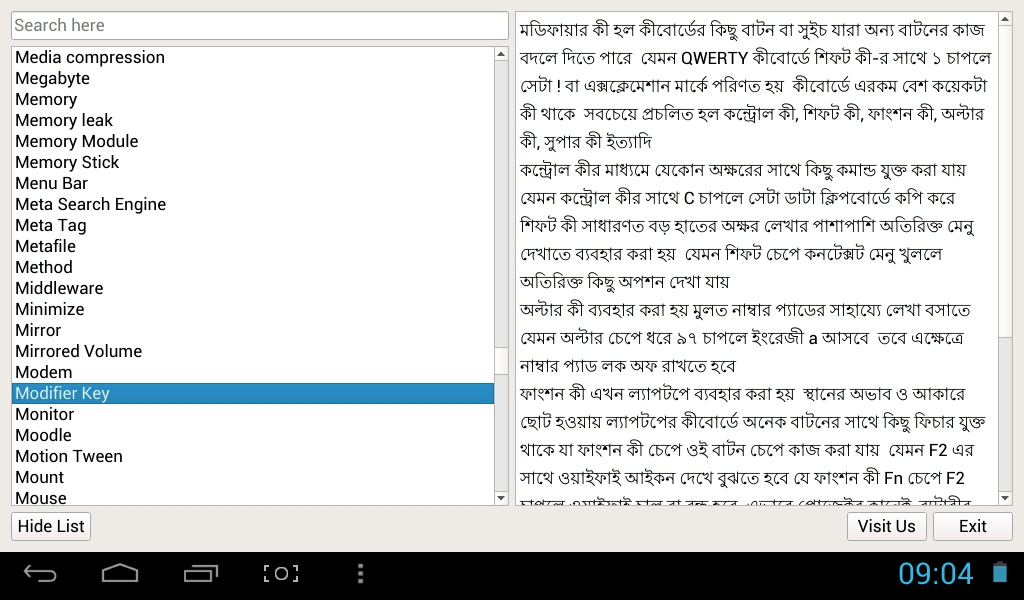 Search here
Media compression
Megabyte
Memory
Memory leak
Memory Module
Memory Stick
Menu Bar
Meta Search Engine
Meta Tag
Metafile
Method
Middleware
Minimize
Mirror
Mirrored Volume
Modem
Modifier Key
Monitor
Moodle
Motion Tween
Mount
Mouse
মডিফায়ার কী হল কীবোর্ডের কিছু বাটন বা সুইচ যারা অন্য বাটনের কাজ
বদলে দিতে পারে যেমন QWERTY কীবোর্ডে শিফট কী-র সাথে ১ চাপলে
সেটা ! বা এক্সক্লেমেশান মার্কে পরিণত হয় কীবোর্ডে এরকম বেশ কয়েকটা
কী থাকে সবচেয়ে প্রচলিত হল কন্ট্রোল কী, শিফট কী, ফাংশন কী, অল্টার
কী, সুপার কী ইত্যাদি
কন্ট্রোল কীর মাধ্যমে যেকোন অক্ষরের সাথে কিছু কমান্ড যুক্ত করা যায়
যেমন কন্ট্রোল কীর সাথে C চাপলে সেটা ডাটা ক্লিপবোর্ডে কপি করে
শিফট কী সাধারণত বড় হাতের অক্ষর লেখার পাশাপাশি অতিরিক্ত মেনু
দেখাতে ব্যবহার করা হয় যেমন শিফট চেপে কনটেক্সট মেনু খুললে
অতিরিক্ত কিছু অপশন দেখা যায়
অল্টার কী ব্যবহার করা হয় মুলত নাম্বার প্যাডের সাহায্যে লেখা বসাতে
যেমন অল্টার চেপে ধরে ৯৭ চাপলে ইংরেজী a আসবে তবে এক্ষেত্রে
নাম্বার প্যাড লক অফ রাখতে হবে
ফাংশন কী এখন ল্যাপটপে ব্যবহার করা হয় স্থানের অভাব ও আকারে
ছোট হওয়ায় ল্যাপটপের কীবোর্ডে অনেক বাটনের সাথে কিছু ফিচার যুক্ত
থাকে যা ফাংশন কী চেপে ওই বাটন চেপে কাজ করা যায় যেমন F2 এর
সাথে ওয়াইফাই আইকন দেখে বুঝতে হবে যে ফাংশন কী Fn চেপে F2
Hide List
Visit Us
Exit
09:04